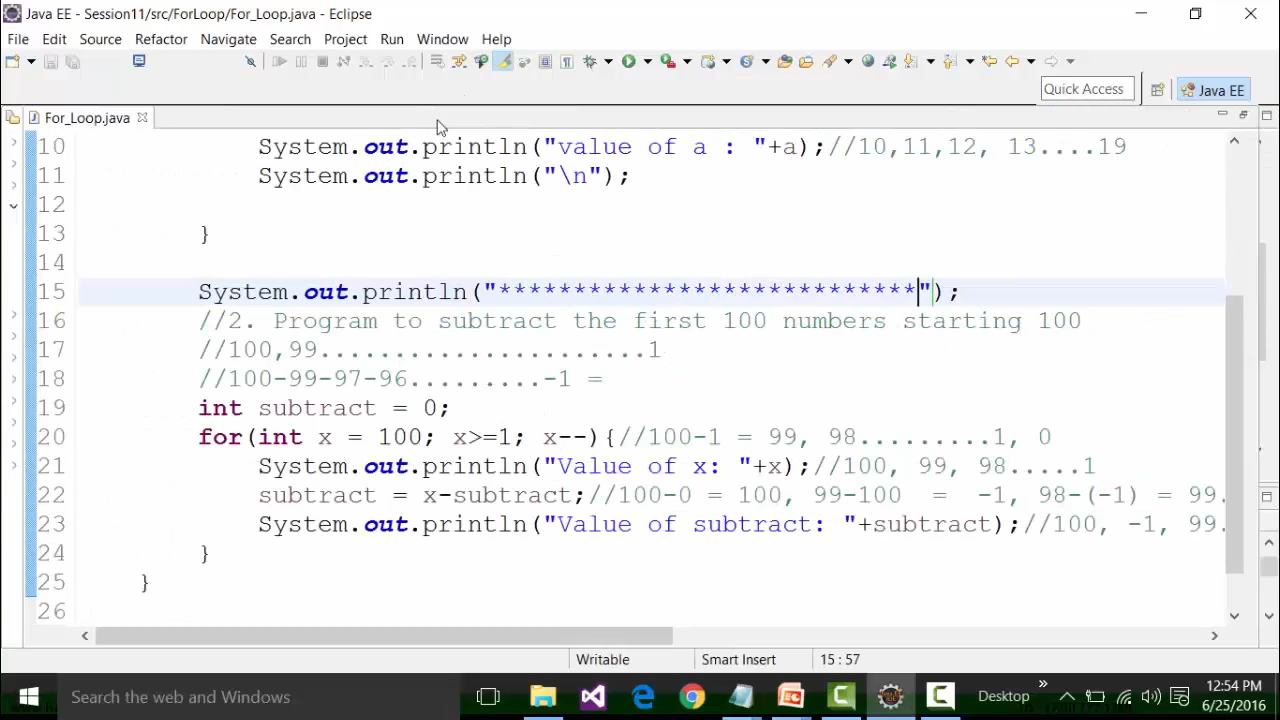 Java EE - Session11/src/ForLoop/For_Loop.java - Eclipse
File Edit Source Refactor Navigate Search Project Run Window Help
Quick Access
Java EE
For_Loop.java
10 System.out.println("value of a : "+a);//10,11,12, 13....19
11 System.out.println("\n");
12
13 }
14
15 System.out.println("****************************");
16 //2. Program to subtract the first 100 numbers starting 100
17 //100,99......................1
18 //100-99-97-96.........-1 =
19 int subtract = 0;
20 for(int x = 100; x>=1; x--){//100-1 = 99, 98.........1, 0
21 System.out.println("Value of x: "+x);//100, 99, 98.....1
22 subtract = x-subtract;//100-0 = 100, 99-100  =  -1, 98-(-1) = 99.
23 System.out.println("Value of subtract: "+subtract);//100, -1, 99.
24 }
25 }
26
Writable Smart Insert 15 : 57
Search the web and Windows
Desktop
12:54 PM
6/25/2016